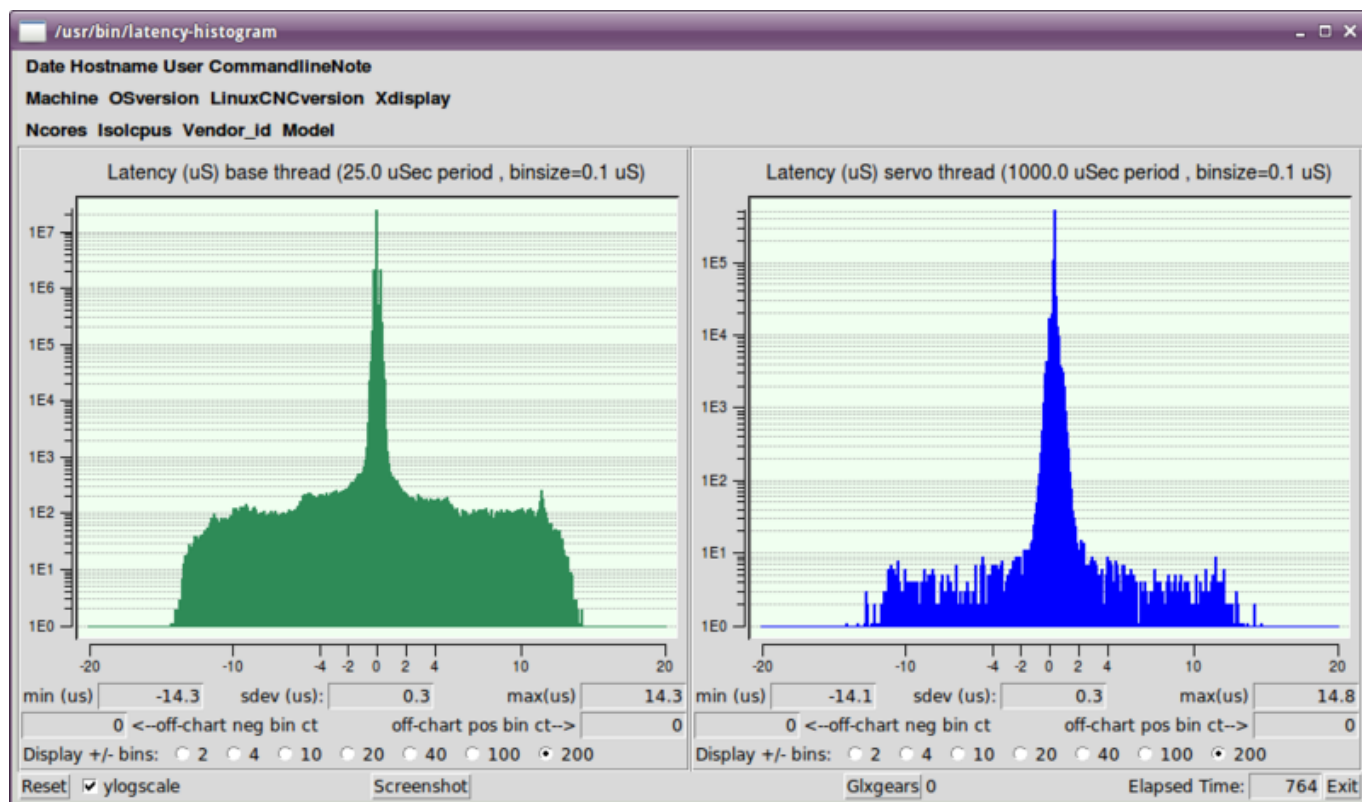 /usr/bin/latency-histogram
Date Hostname User CommandlineNote
Machine OSversion LinuxCNCversion Xdisplay
Ncores Isolcpus Vendor_id Model
Latency (uS) base thread (25.0 uSec period , binsize=0.1 uS)
1E7
1E6
1E5
1E4
1E3
1E2
1E1
1E0
-20 -10 -4 -2 0 2 4 10 20
min (us) -14.3 sdev (us): 0.3 max(us) 14.3
0 <--off-chart neg bin ct off-chart pos bin ct--> 0
Display +/- bins: 2 4 10 20 40 100 200
Latency (uS) servo thread (1000.0 uSec period , binsize=0.1 uS)
1E5
1E4
1E3
1E2
1E1
1E0
-20 -10 -4 -2 0 2 4 10 20
min (us) -14.1 sdev (us): 0.3 max(us) 14.8
0 <--off-chart neg bin ct off-chart pos bin ct--> 0
Display +/- bins: 2 4 10 20 40 100 200
Reset ylogscale Screenshot Glxgears 0 Elapsed Time: 764 Exit